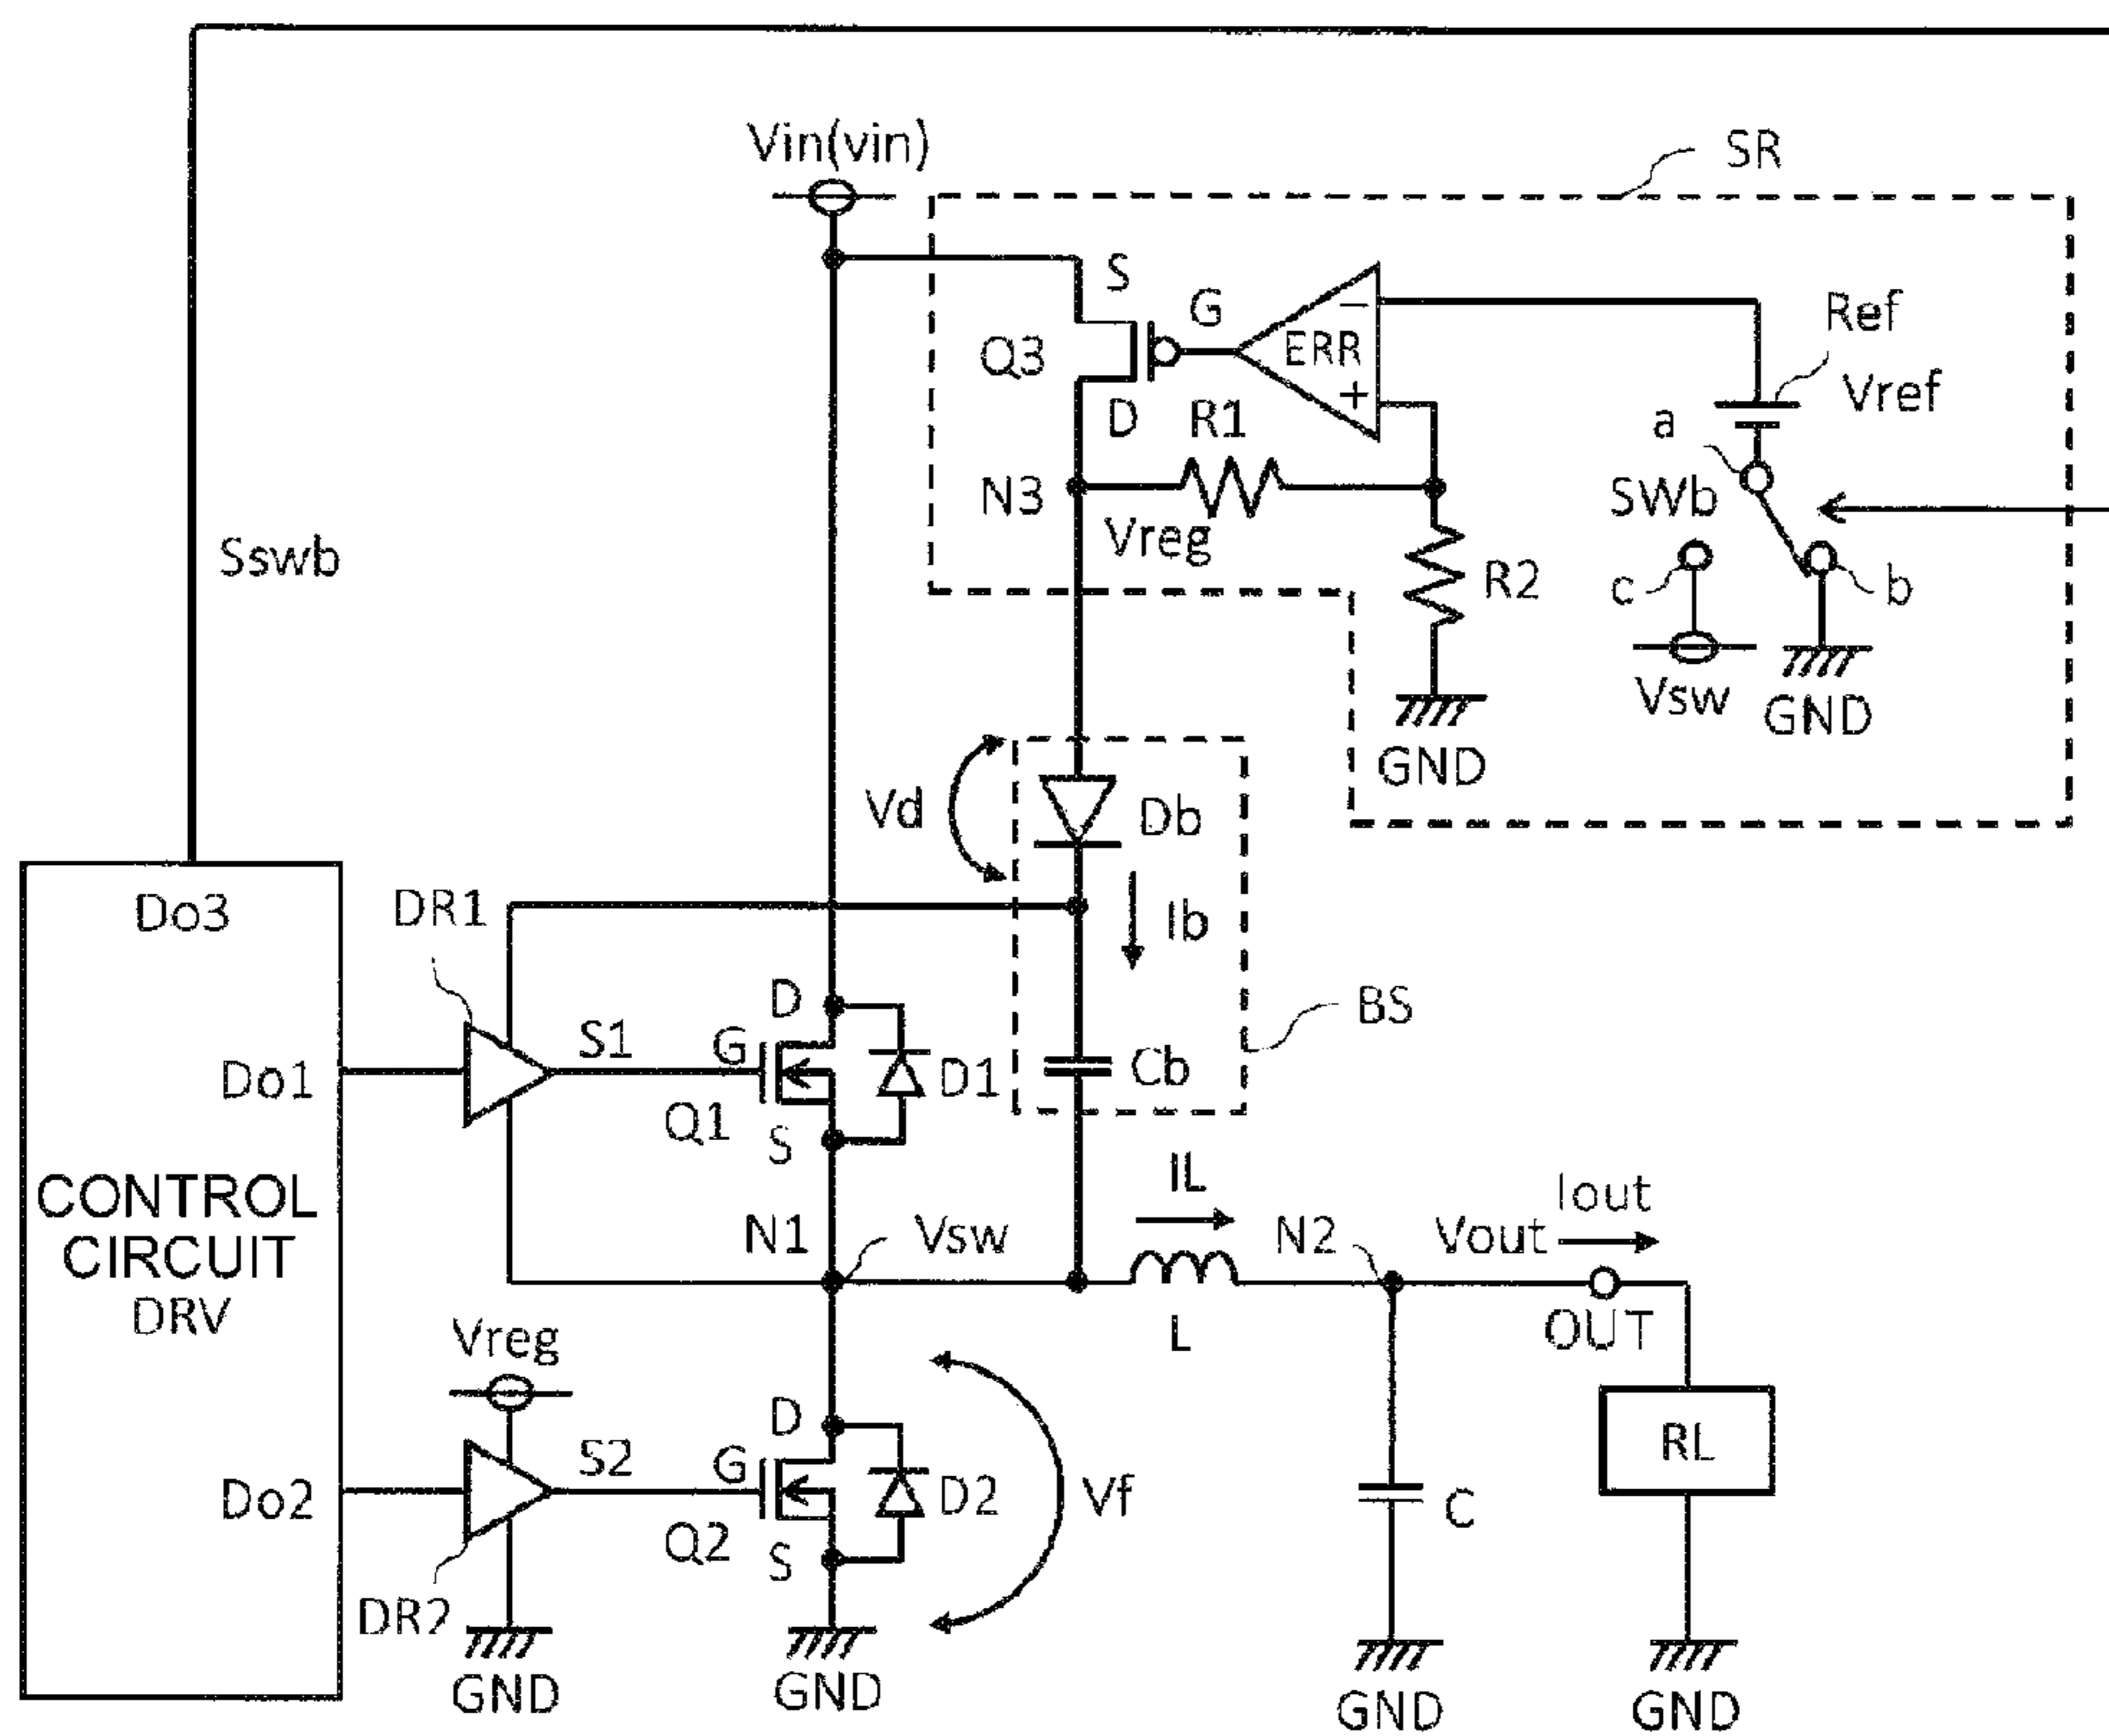 Vin(vin)
SR
S
G
Ref
Q3
−
ERR
+
Vref
a
D
R1
N3
SWb
Vreg
Sswb
R2
c
b
Vsw
GND
GND
Vd
Db
Do3
DR1
Ib
D
BS
S1
G
Do1
D1
Cb
Q1
S
CONTROL
CIRCUIT
DRV
IL
Iout
N1
Vsw
N2
Vout
L
OUT
Vreg
D
S2
G
RL
Do2
D2
Vf
C
Q2
S
DR2
GND
GND
GND
GND